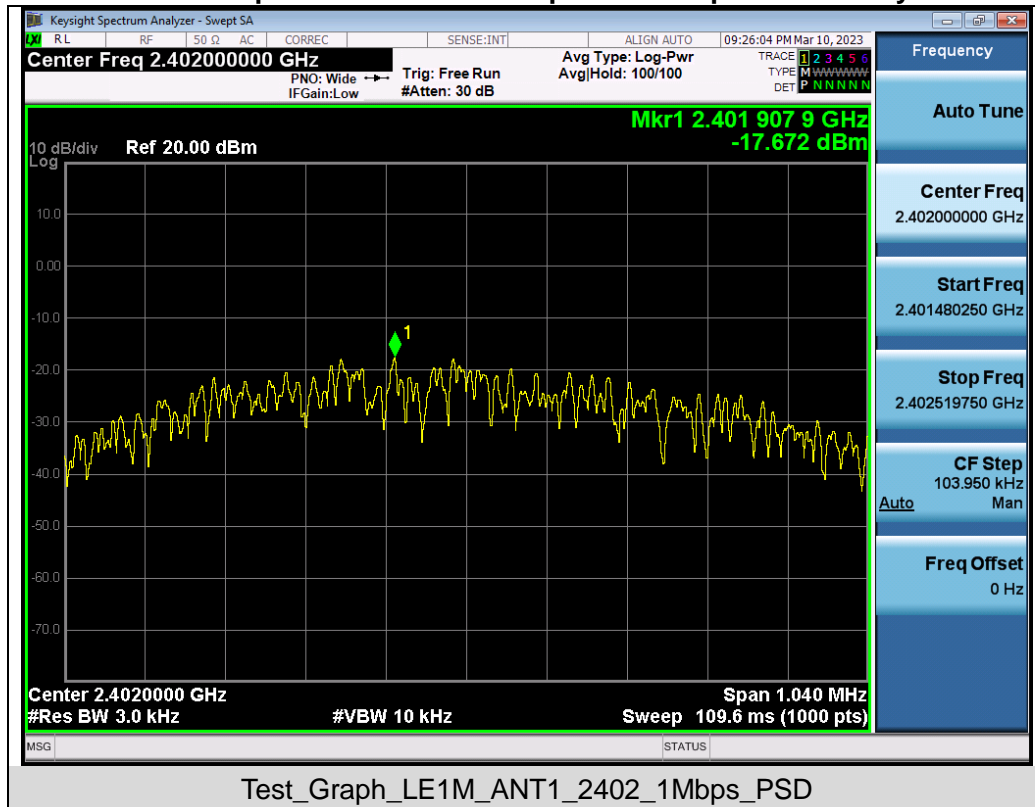 Keysight Spectrum Analyzer - Swept SA
LXI RL RF 50 Ω AC CORREC SENSE:INT ALIGN AUTO 09:26:04 PM Mar 10, 2023
Center Freq 2.402000000 GHz
PNO: Wide
IFGain:Low
Trig: Free Run
#Atten: 30 dB
Avg Type: Log-Pwr
Avg|Hold: 100/100
TRACE 1 2 3 4 5 6
TYPE M W W W W W
DET P N N N N N
Mkr1 2.401 907 9 GHz
-17.672 dBm
10 dB/div Ref 20.00 dBm
Log
10.0
0.00
-10.0
-20.0
-30.0
-40.0
-50.0
-60.0
-70.0
1
Center 2.4020000 GHz Span 1.040 MHz
#Res BW 3.0 kHz #VBW 10 kHz Sweep 109.6 ms (1000 pts)
MSG STATUS
Frequency
Auto Tune
Center Freq
2.402000000 GHz
Start Freq
2.401480250 GHz
Stop Freq
2.402519750 GHz
CF Step
103.950 kHz
Auto Man
Freq Offset
0 Hz
Test_Graph_LE1M_ANT1_2402_1Mbps_PSD